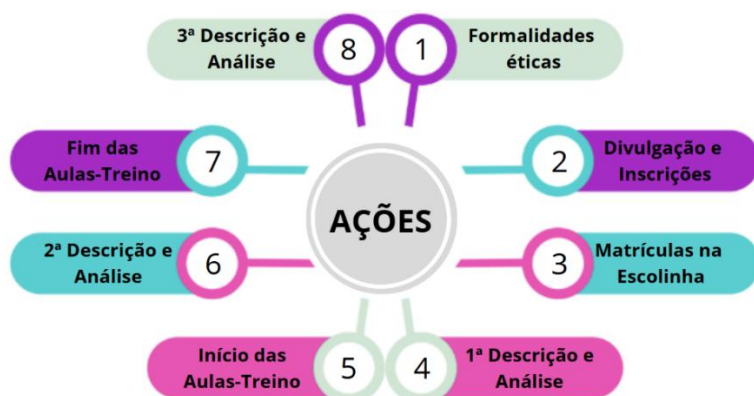 3ª Descrição e
Análise
8
1
Formalidades
éticas
Fim das
Aulas-Treino
7
2
Divulgação e
Inscrições
AÇÕES
2ª Descrição e
Análise
6
3
Matrículas na
Escolinha
Início das
Aulas-Treino
5
4
1ª Descrição e
Análise